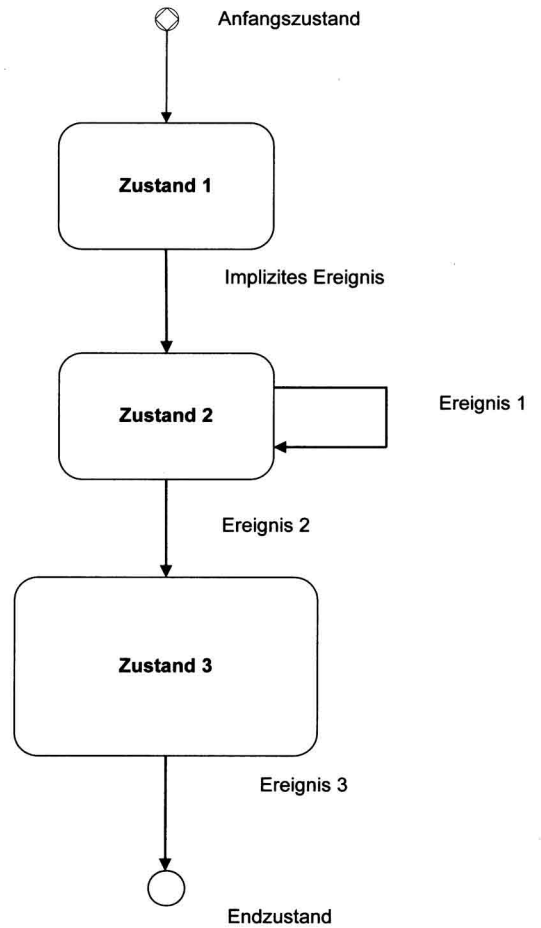 Anfangszustand
Zustand 1
Implizites Ereignis
Zustand 2
Ereignis 1
Ereignis 2
Zustand 3
Ereignis 3
Endzustand